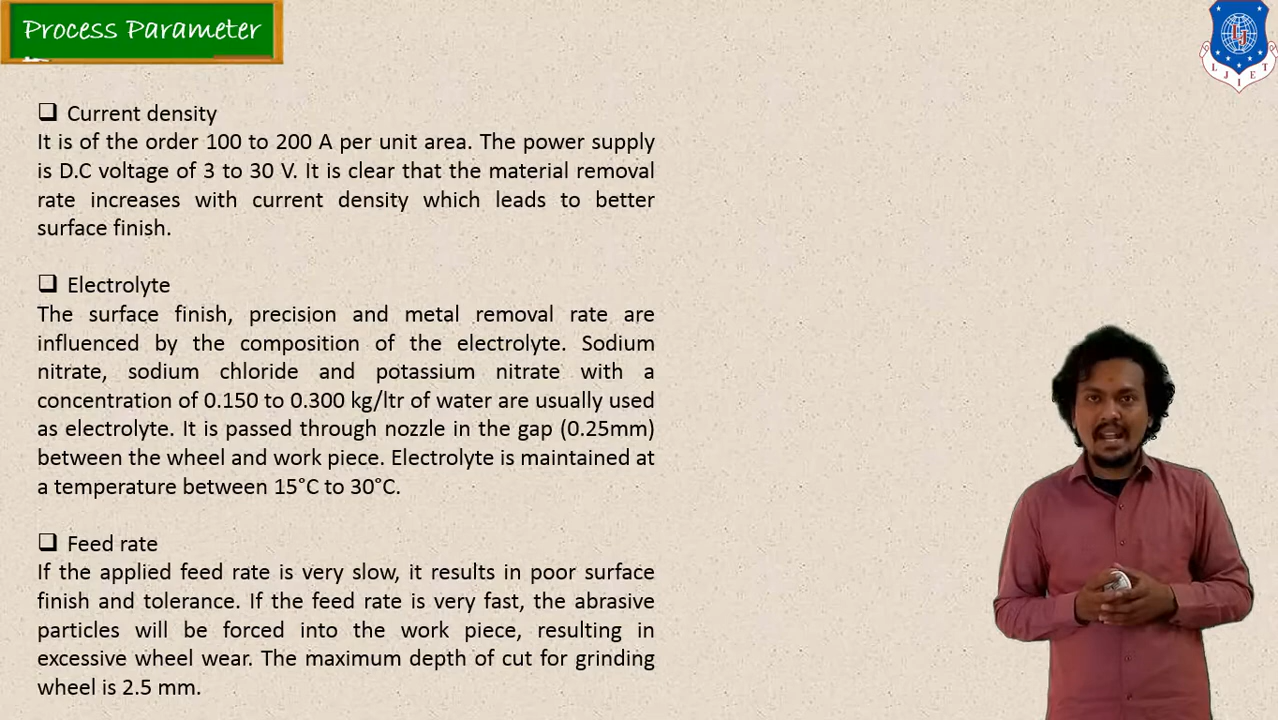 Process Parameter
LJ
LJIET
❑ Current density
It is of the order 100 to 200 A per unit area. The power supply
is D.C voltage of 3 to 30 V. It is clear that the material removal
rate increases with current density which leads to better
surface finish.
❑ Electrolyte
The surface finish, precision and metal removal rate are
influenced by the composition of the electrolyte. Sodium
nitrate, sodium chloride and potassium nitrate with a
concentration of 0.150 to 0.300 kg/ltr of water are usually used
as electrolyte. It is passed through nozzle in the gap (0.25mm)
between the wheel and work piece. Electrolyte is maintained at
a temperature between 15°C to 30°C.
❑ Feed rate
If the applied feed rate is very slow, it results in poor surface
finish and tolerance. If the feed rate is very fast, the abrasive
particles will be forced into the work piece, resulting in
excessive wheel wear. The maximum depth of cut for grinding
wheel is 2.5 mm.